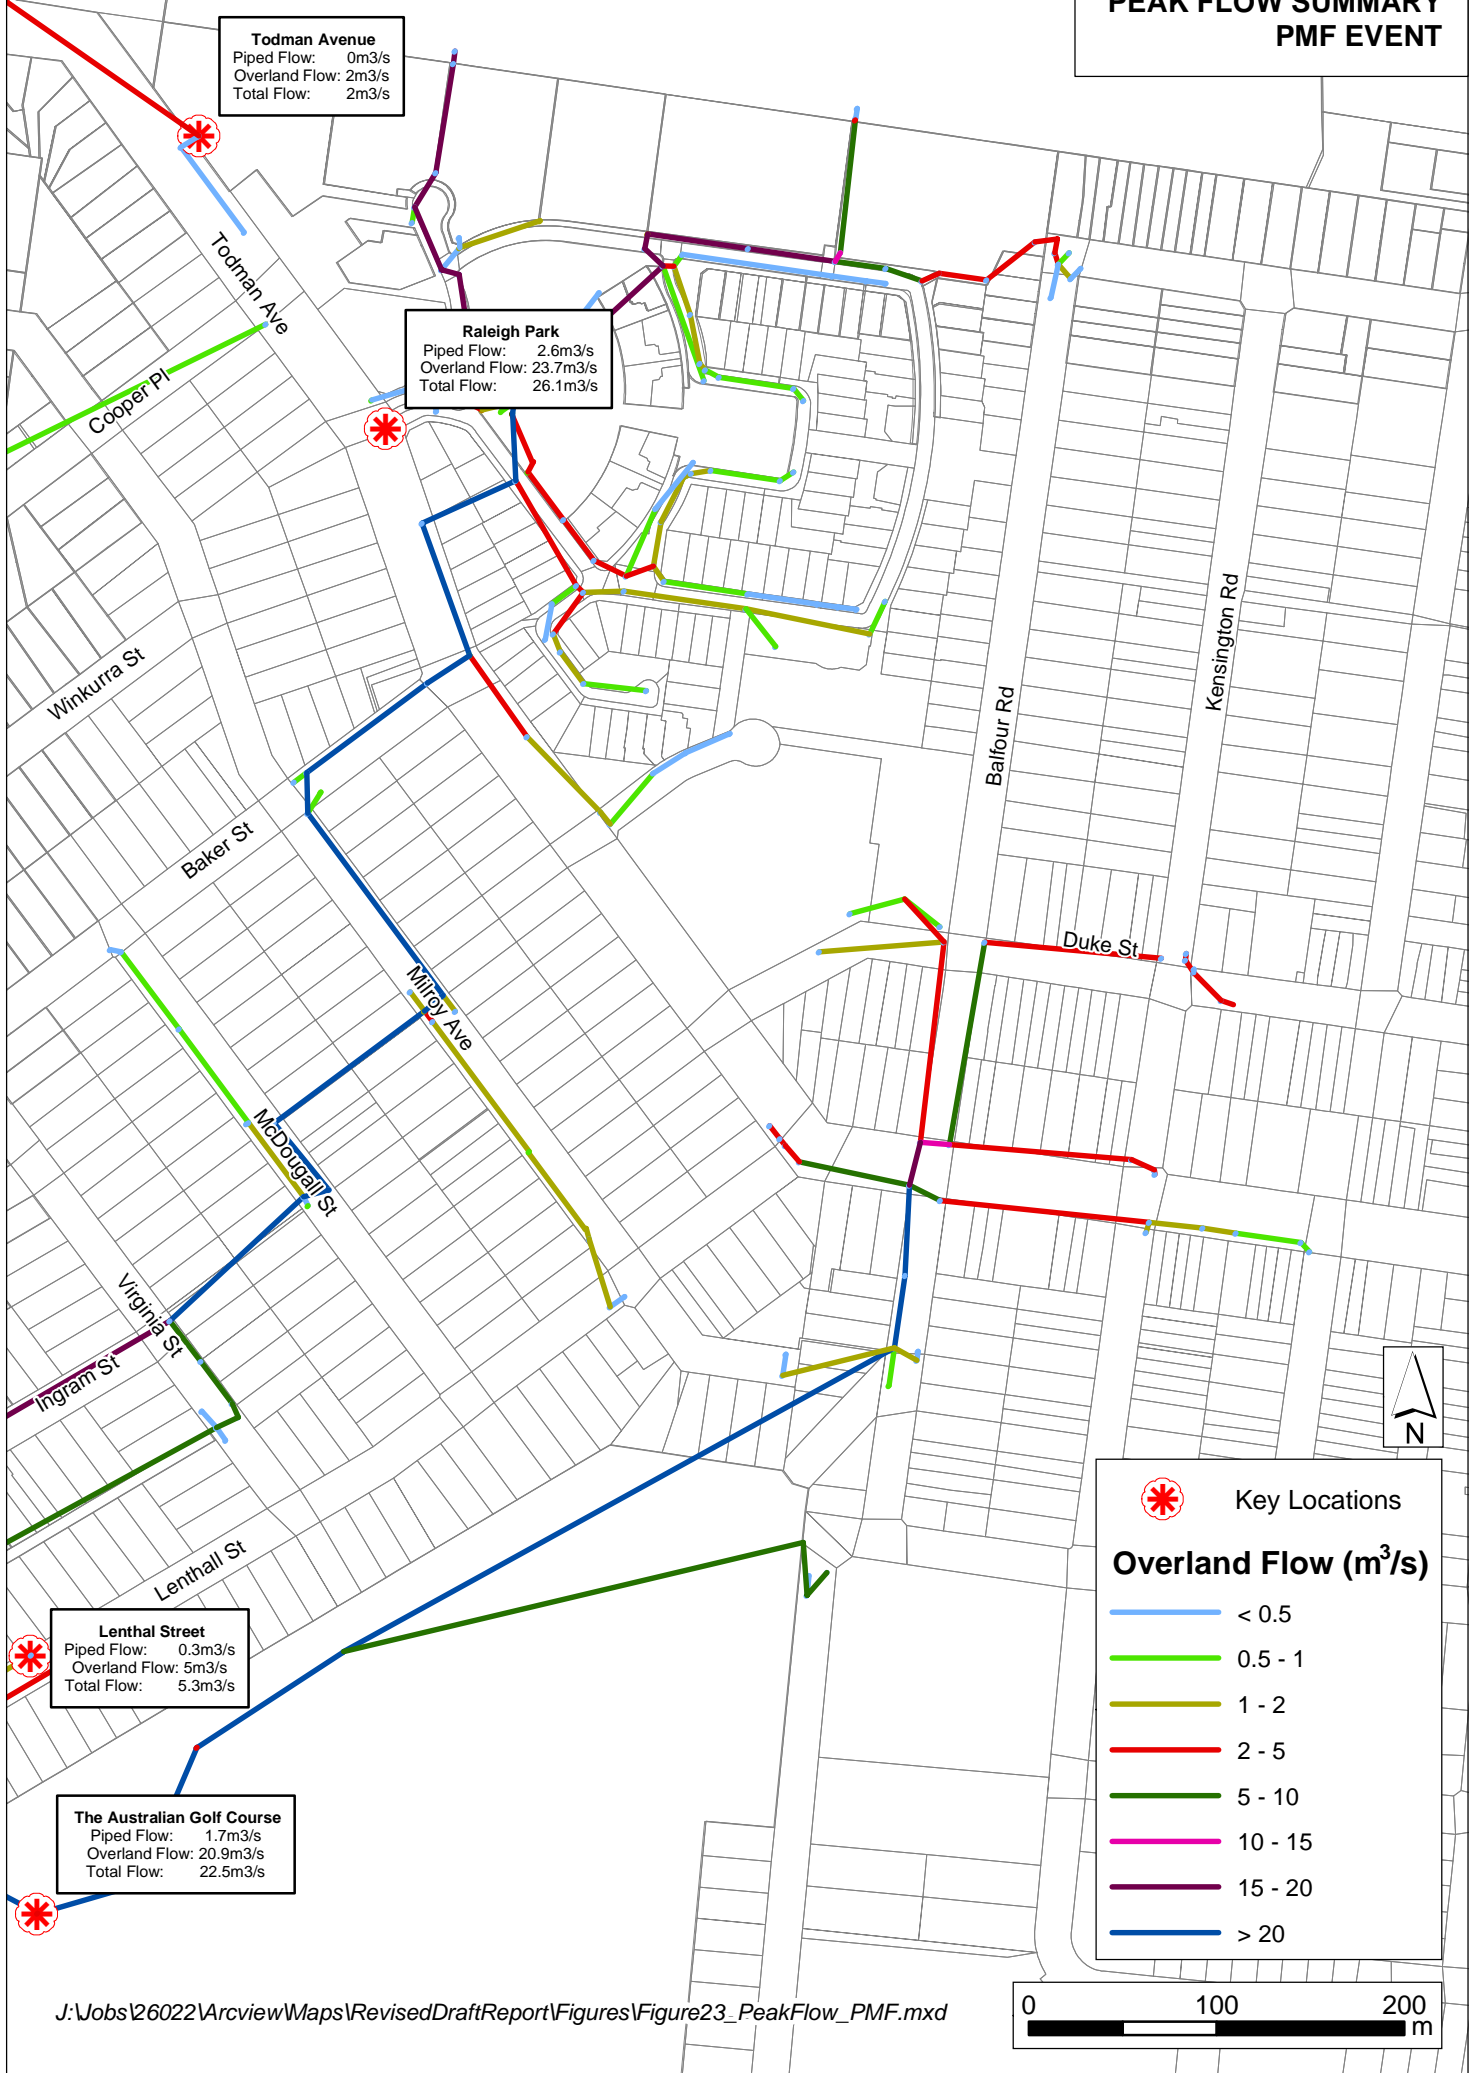 PEAK FLOW SUMMARY
PMF EVENT
Todman Avenue
Piped Flow: 0m3/s
Overland Flow: 2m3/s
Total Flow: 2m3/s
Todman Ave
Raleigh Park
Piped Flow: 2.6m3/s
Overland Flow: 23.7m3/s
Total Flow: 26.1m3/s
Cooper Pl
Winkurra St
Kensington Rd
Balfour Rd
Baker St
Duke St
Milroy Ave
McDougall St
Virginia St
Ingram St
Lenthall St
N
Lenthal Street
Piped Flow: 0.3m3/s
Overland Flow: 5m3/s
Total Flow: 5.3m3/s
The Australian Golf Course
Piped Flow: 1.7m3/s
Overland Flow: 20.9m3/s
Total Flow: 22.5m3/s
Key Locations
Overland Flow (m³/s)
< 0.5
0.5 - 1
1 - 2
2 - 5
5 - 10
10 - 15
15 - 20
> 20
J:\Jobs\26022\Arcview\Maps\RevisedDraftReport\Figures\Figure23_PeakFlow_PMF.mxd
0 100 200
m